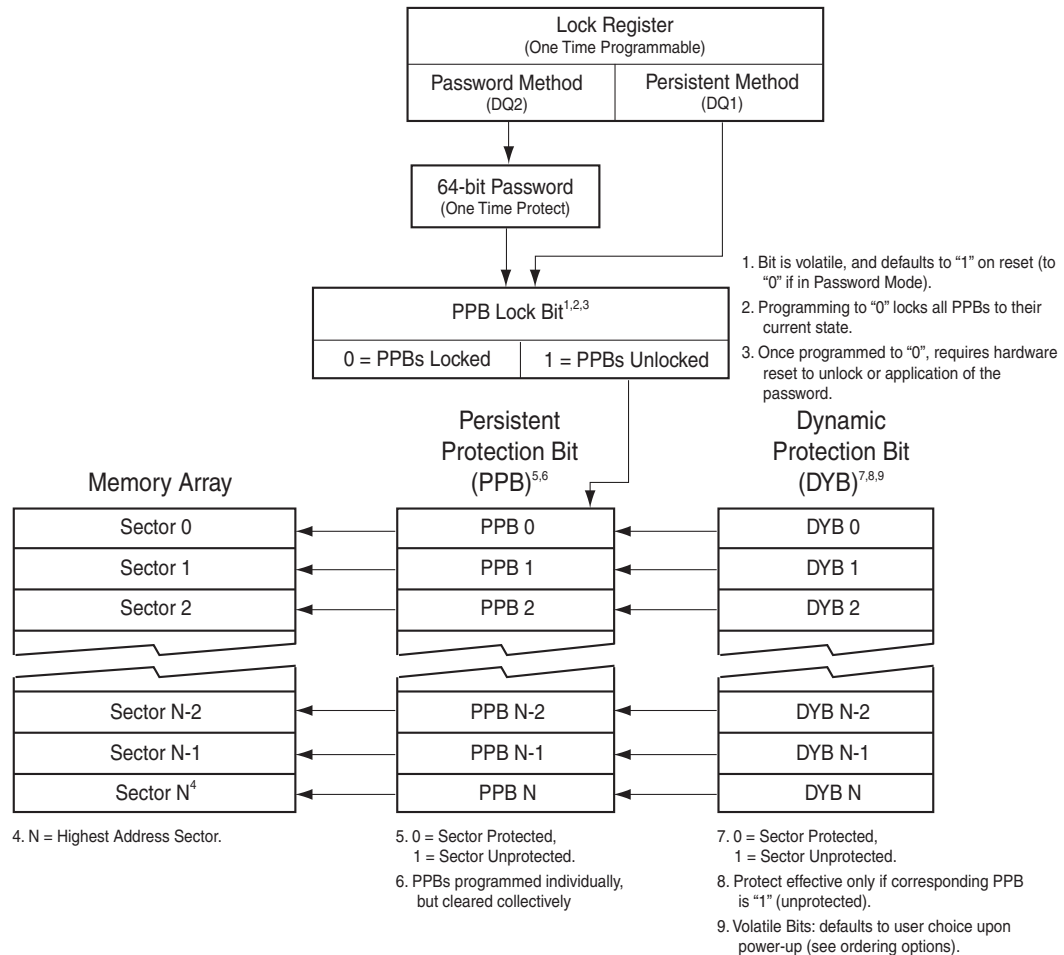 Lock Register
(One Time Programmable)
Password Method
(DQ2)
Persistent Method
(DQ1)
64-bit Password
(One Time Protect)
PPB Lock Bit1,2,3
0 = PPBs Locked
1 = PPBs Unlocked
1. Bit is volatile, and defaults to “1” on reset (to
“0” if in Password Mode).
2. Programming to “0” locks all PPBs to their
current state.
3. Once programmed to “0”, requires hardware
reset to unlock or application of the
password.
Memory Array
Sector 0
Sector 1
Sector 2
Sector N-2
Sector N-1
Sector N4
4. N = Highest Address Sector.
Persistent
Protection Bit
(PPB)5,6
PPB 0
PPB 1
PPB 2
PPB N-2
PPB N-1
PPB N
5. 0 = Sector Protected,
1 = Sector Unprotected.
6. PPBs programmed individually,
but cleared collectively
Dynamic
Protection Bit
(DYB)7,8,9
DYB 0
DYB 1
DYB 2
DYB N-2
DYB N-1
DYB N
7. 0 = Sector Protected,
1 = Sector Unprotected.
8. Protect effective only if corresponding PPB
is “1” (unprotected).
9. Volatile Bits: defaults to user choice upon
power-up (see ordering options).